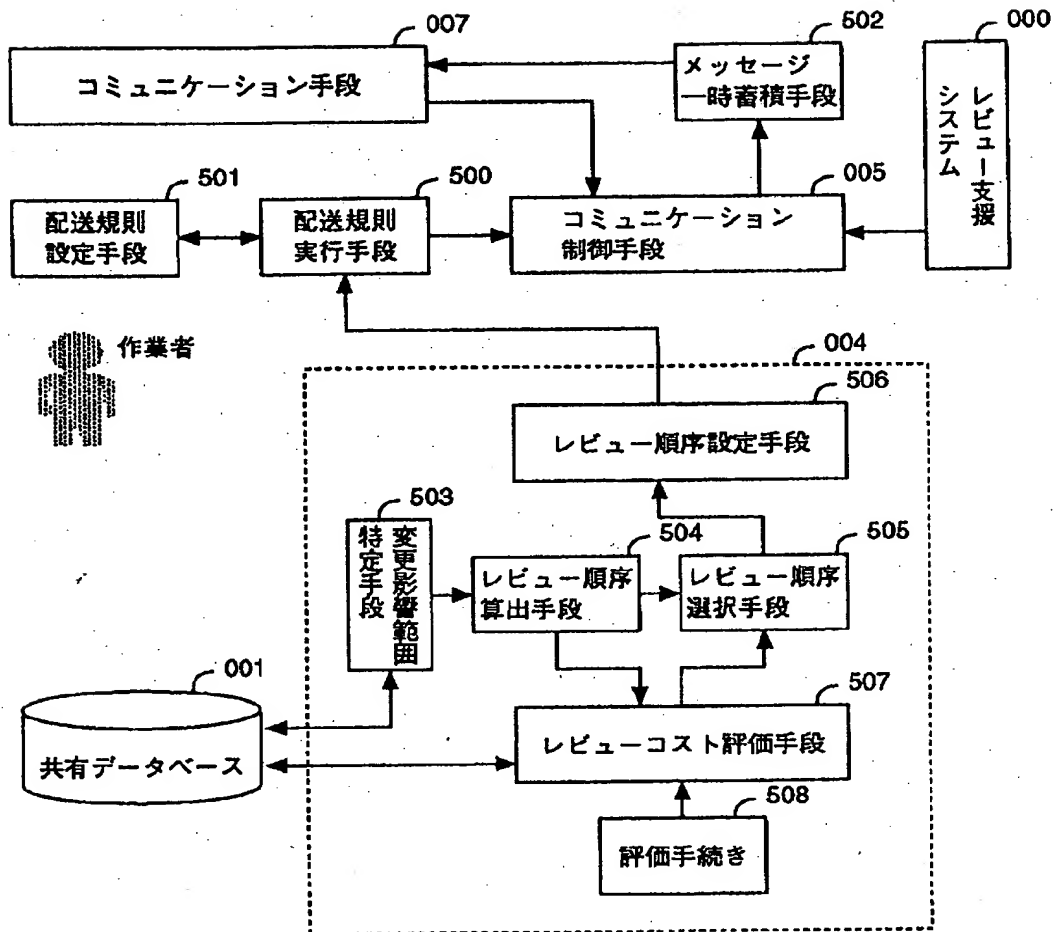 007
コミュニケーション手段
502
メッセージ
一時蓄積手段
000
レビュー支援
システム
501
配送規則
設定手段
500
配送規則
実行手段
005
コミュニケーション
制御手段
作業者
004
506
レビュー順序設定手段
503
変更影響範囲
特定手段
504
レビュー順序
算出手段
505
レビュー順序
選択手段
001
共有データベース
507
レビューコスト評価手段
508
評価手続き